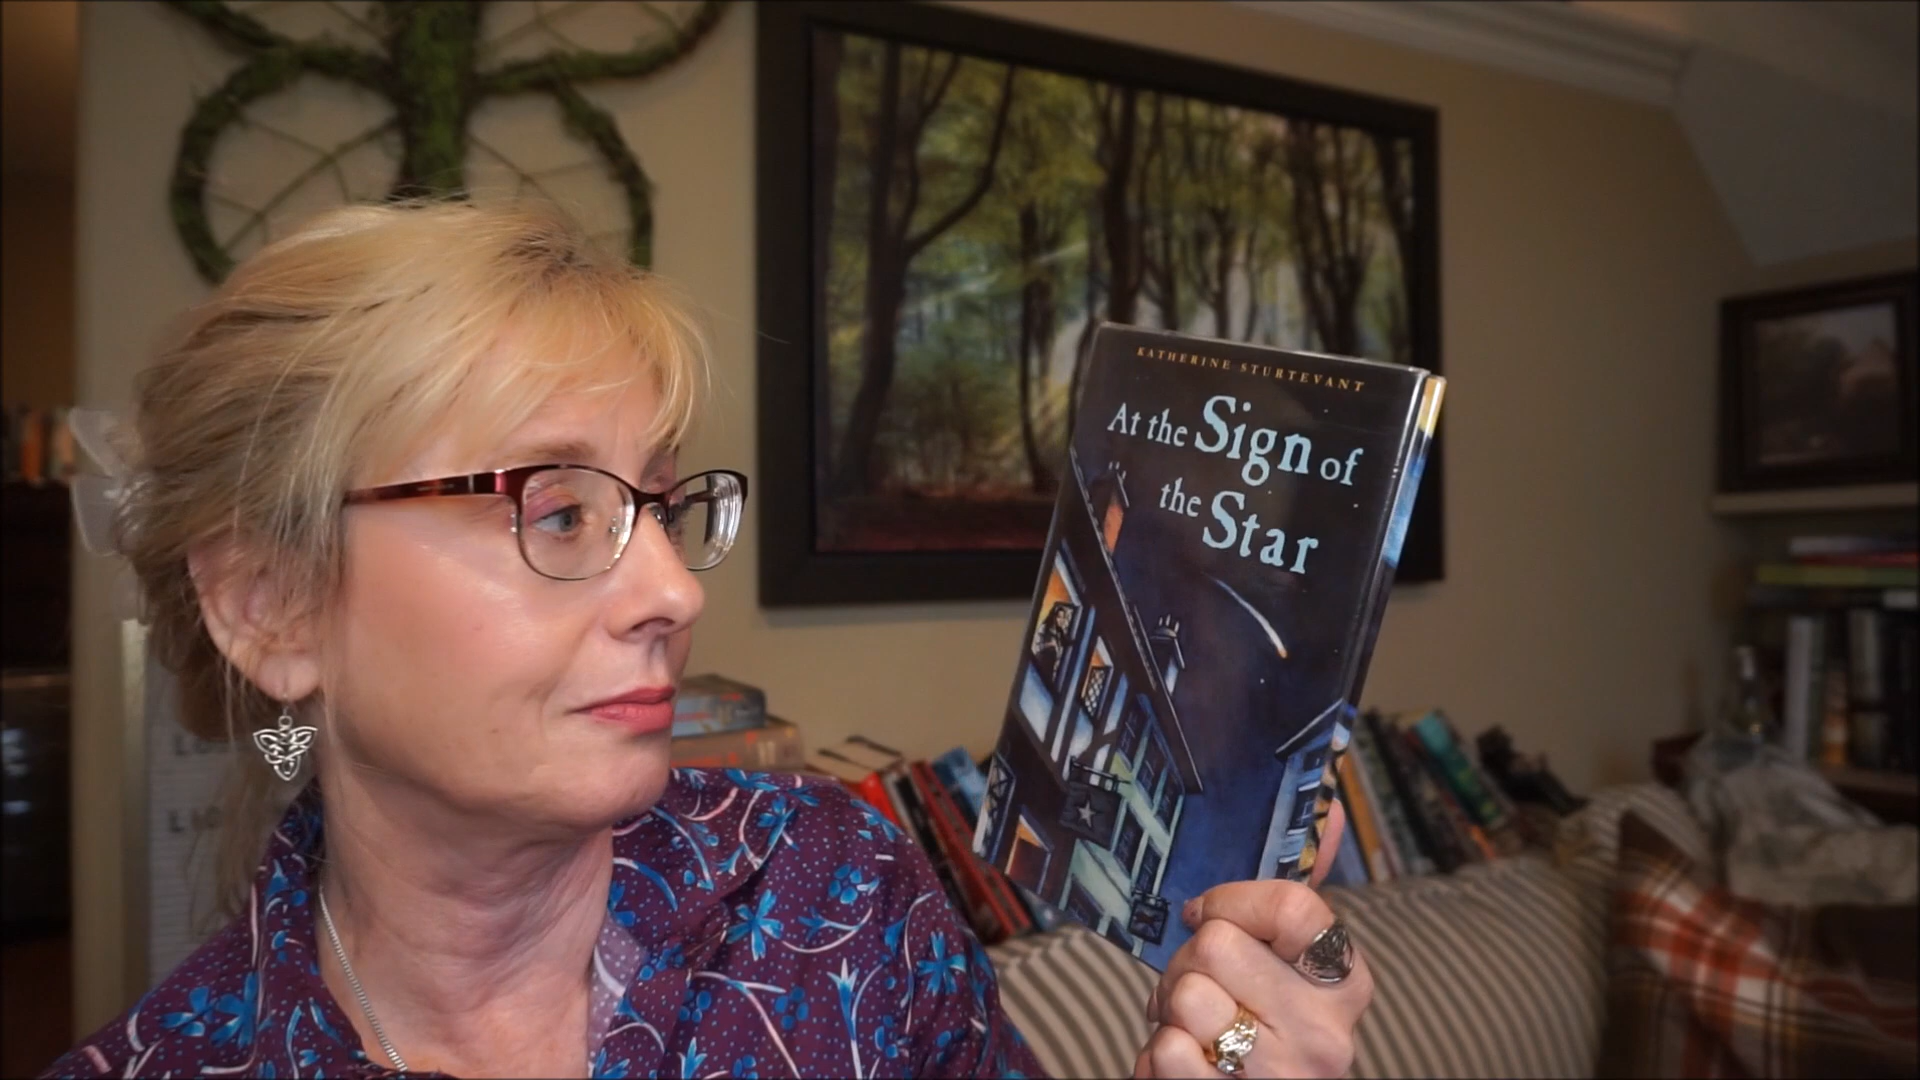 KATHERINE STURTEVANT
At the Sign of
the Star